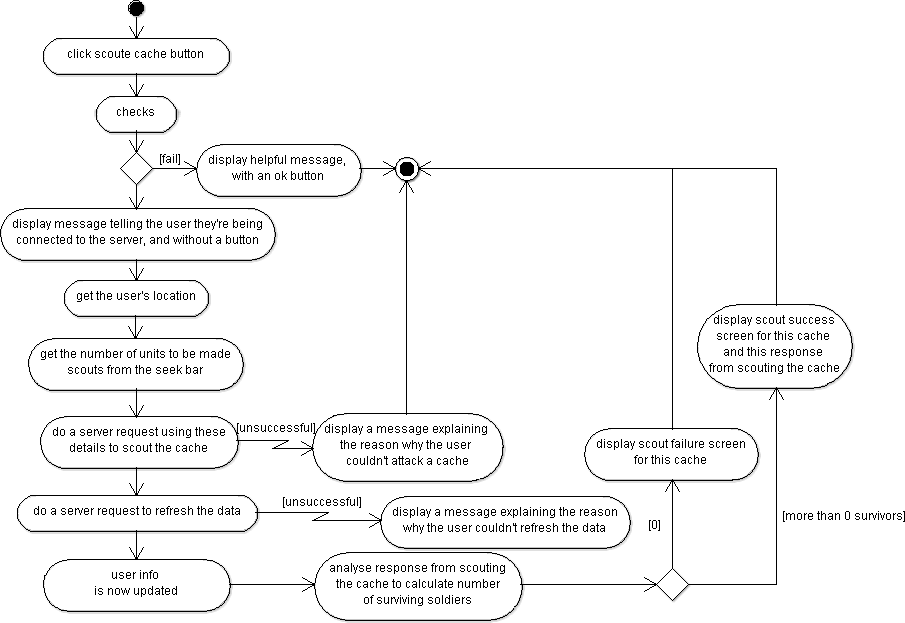 click scoute cache button
checks
[fail]
display helpful message,
with an ok button
display message telling the user they're being
connected to the server, and without a button
get the user's location
display scout success
screen for this cache
and this response
from scouting the cache
get the number of units to be made
scouts from the seek bar
do a server request using these
details to scout the cache
[unsuccessful]
display a message explaining
the reason why the user
couldn't attack a cache
display scout failure screen
for this cache
do a server request to refresh the data
[unsuccessful]
display a message explaining the reason
why the user couldn't refresh the data
[0]
[more than 0 survivors]
user info
is now updated
analyse response from scouting
the cache to calculate number
of surviving soldiers